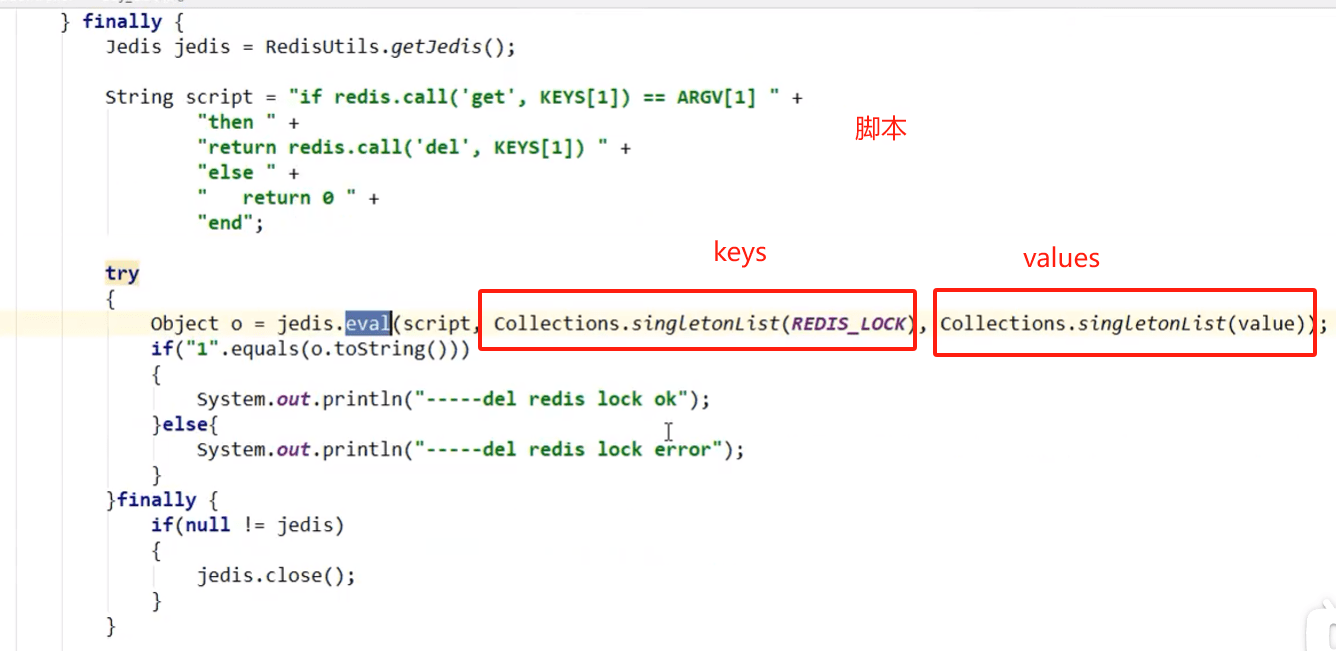 } finally {
Jedis jedis = RedisUtils.getJedis();
String script = "if redis.call('get', KEYS[1]) == ARGV[1] " +
"then " +
脚本
"return redis.call('del', KEYS[1]) " +
"else " +
"   return 0 " +
"end";
keys
values
try
{
Object o = jedis.eval(script, Collections.singletonList(REDIS_LOCK), Collections.singletonList(value));
if("1".equals(o.toString()))
{
System.out.println("-----del redis lock ok");
}else{
System.out.println("-----del redis lock error");
}
}finally {
if(null != jedis)
{
jedis.close();
}
}